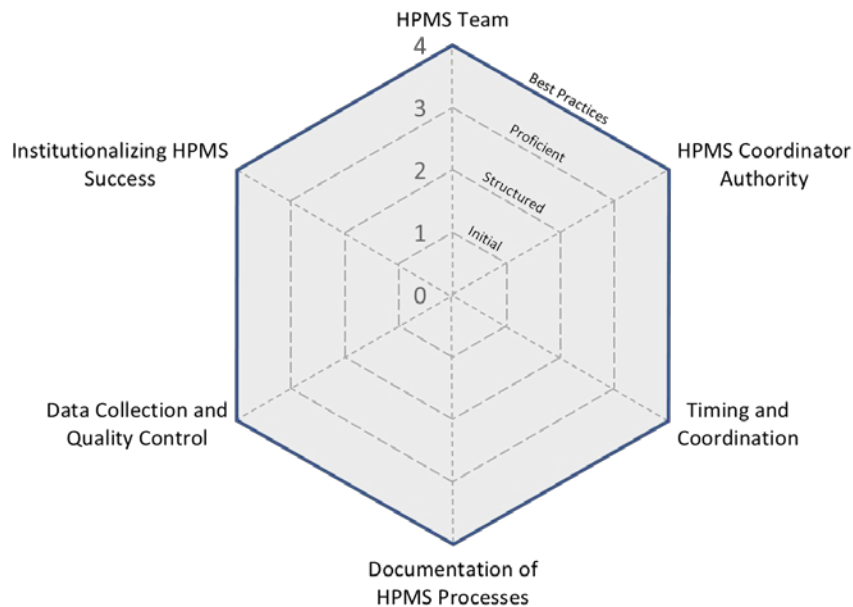 HPMS Team
4
Best Practices
3
Proficient
Institutionalizing HPMS
Success
HPMS Coordinator
Authority
2
Structured
1
Initial
0
Data Collection and
Quality Control
Timing and
Coordination
Documentation of
HPMS Processes